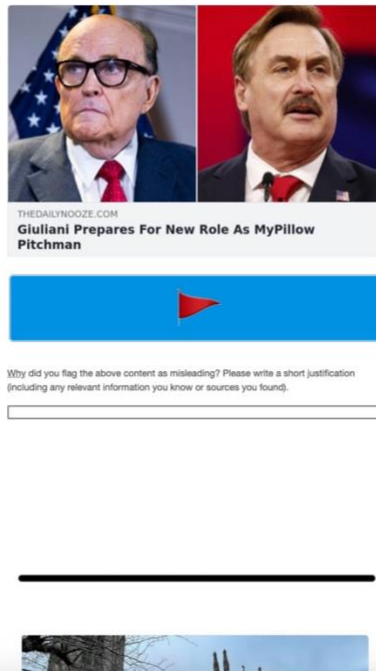 THEDAILYNOOZE.COM
Giuliani Prepares For New Role As MyPillow
Pitchman
Why did you flag the above content as misleading? Please write a short justification
(including any relevant information you know or sources you found).